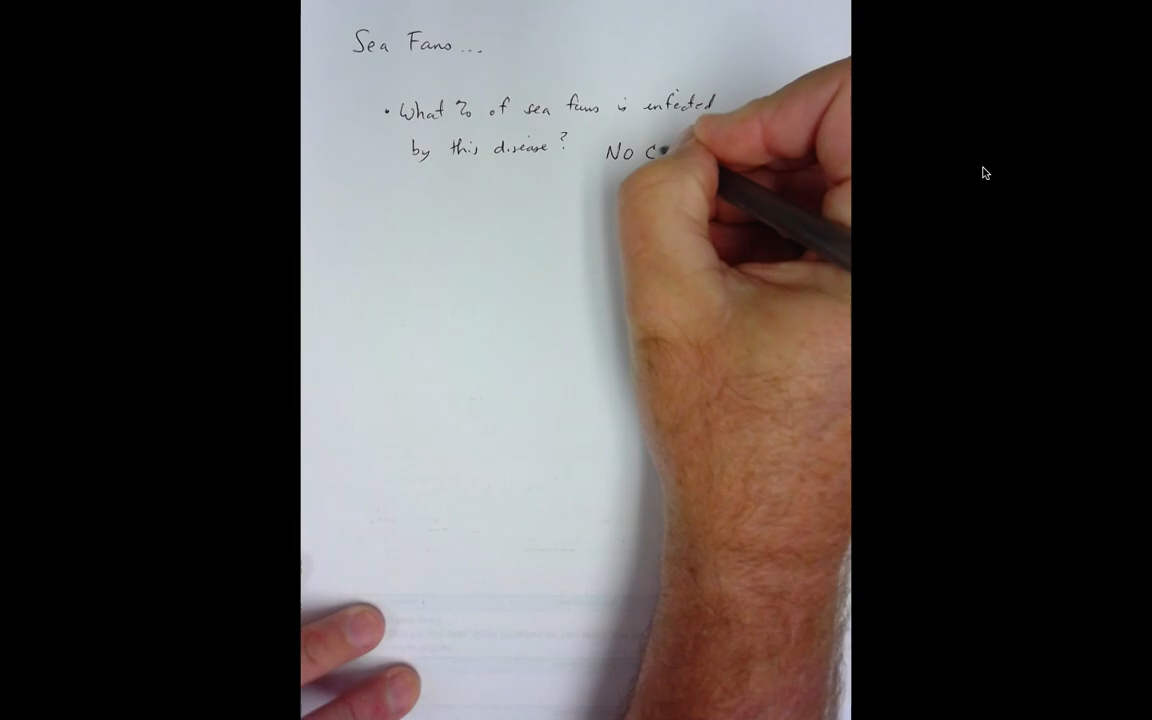 Sea Fans...
• What % of sea fans is infected
by this disease? No C